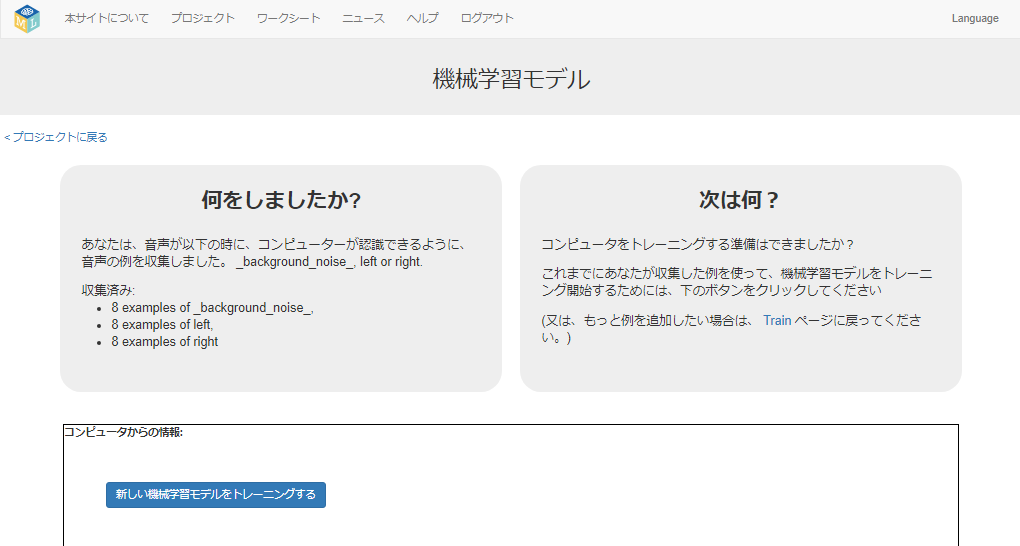 本サイトについて プロジェクト ワークシート ニュース ヘルプ ログアウト Language
機械学習モデル
< プロジェクトに戻る
何をしましたか?
あなたは、音声が以下の時に、コンピューターが認識できるように、
音声の例を収集しました。 _background_noise_, left or right.
収集済み:
• 8 examples of _background_noise_,
• 8 examples of left,
• 8 examples of right
次は何？
コンピュータをトレーニングする準備はできましたか？
これまでにあなたが収集した例を使って、機械学習モデルをトレーニ
ング開始するためには、下のボタンをクリックしてください
(又は、もっと例を追加したい場合は、 Train ページに戻ってくださ
い。)
コンピュータからの情報:
新しい機械学習モデルをトレーニングする